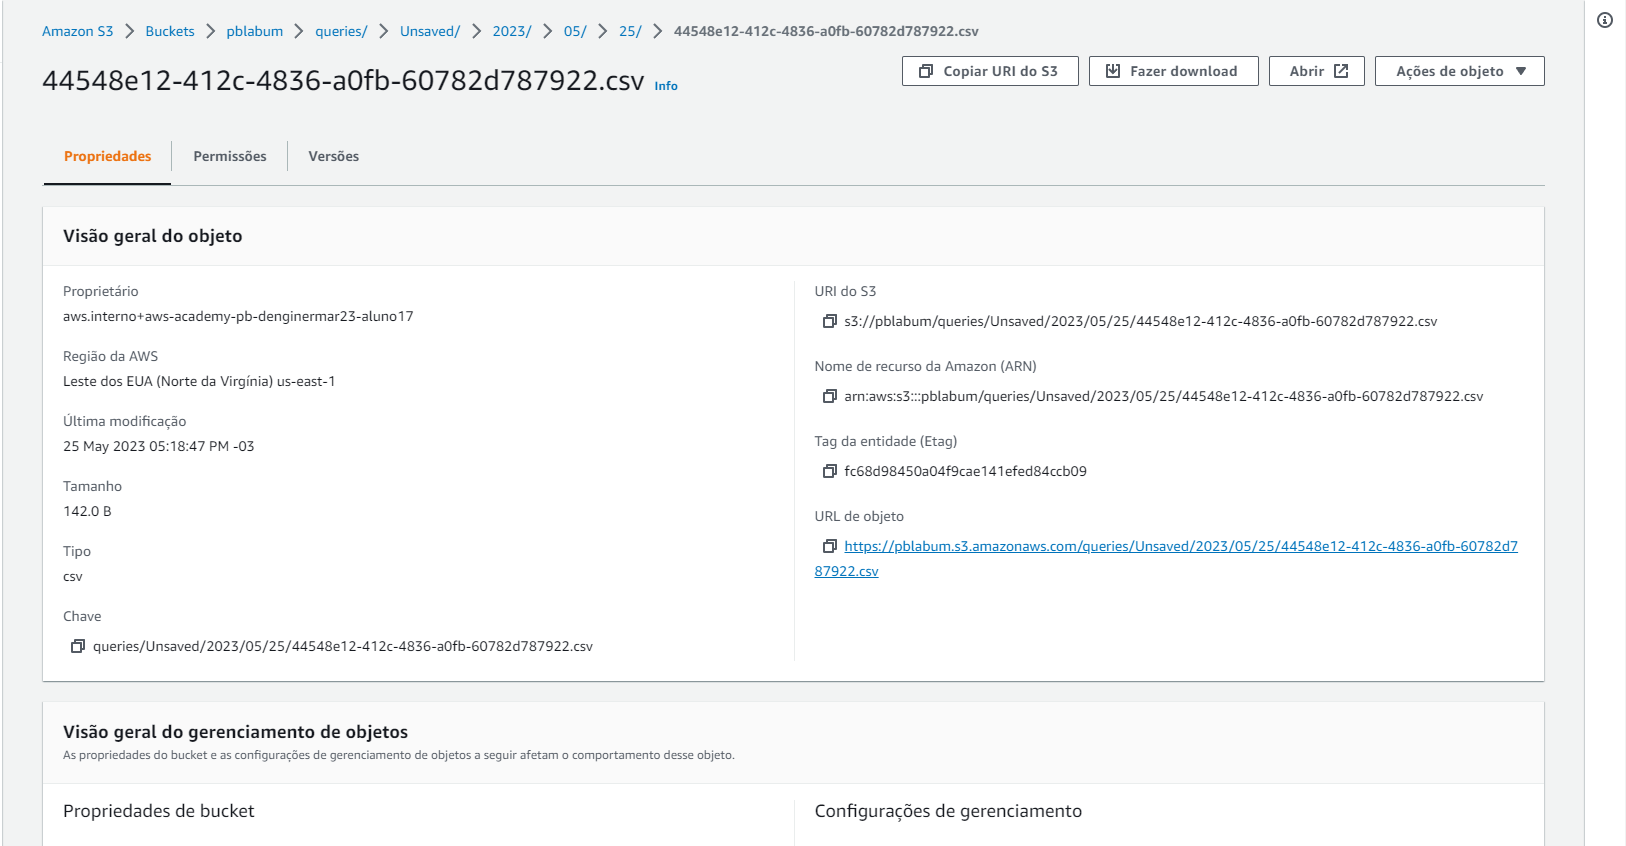 Amazon S3 > Buckets > pblabum > queries/ > Unsaved/ > 2023/ > 05/ > 25/ > 44548e12-412c-4836-a0fb-60782d787922.csv
44548e12-412c-4836-a0fb-60782d787922.csv Info
Copiar URI do S3
Fazer download
Abrir
Ações de objeto ▼
Propriedades
Permissões
Versões
Visão geral do objeto
Proprietário
aws.interno+aws-academy-pb-denginermar23-aluno17
Região da AWS
Leste dos EUA (Norte da Virgínia) us-east-1
Última modificação
25 May 2023 05:18:47 PM -03
Tamanho
142.0 B
Tipo
csv
Chave
queries/Unsaved/2023/05/25/44548e12-412c-4836-a0fb-60782d787922.csv
URI do S3
s3://pblabum/queries/Unsaved/2023/05/25/44548e12-412c-4836-a0fb-60782d787922.csv
Nome de recurso da Amazon (ARN)
arn:aws:s3:::pblabum/queries/Unsaved/2023/05/25/44548e12-412c-4836-a0fb-60782d787922.csv
Tag da entidade (Etag)
fc68d98450a04f9cae141efed84ccb09
URL de objeto
https://pblabum.s3.amazonaws.com/queries/Unsaved/2023/05/25/44548e12-412c-4836-a0fb-60782d7
87922.csv
Visão geral do gerenciamento de objetos
As propriedades do bucket e as configurações de gerenciamento de objetos a seguir afetam o comportamento desse objeto.
Propriedades de bucket
Configurações de gerenciamento